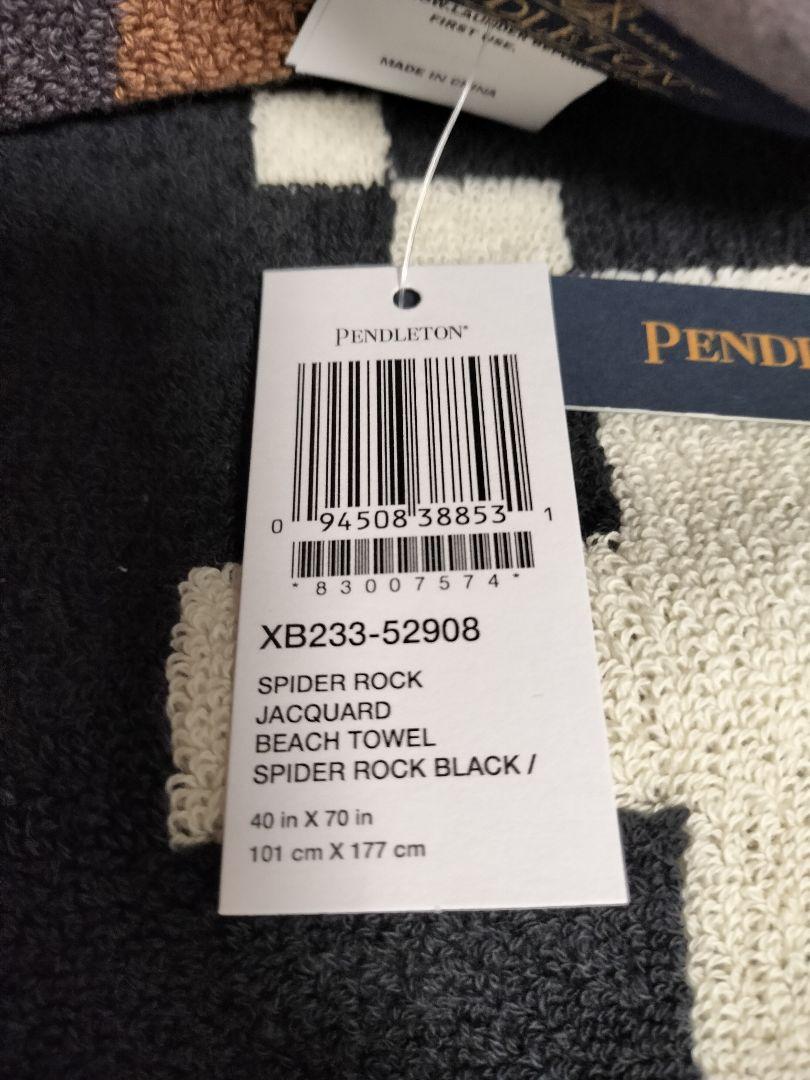 FIRST USE.
MADE IN CHINA
PENDLETON
PENDLETON®
0 94508 38853 1
*83007574*
XB233-52908
SPIDER ROCK
JACQUARD
BEACH TOWEL
SPIDER ROCK BLACK /
40 in X 70 in
101 cm X 177 cm
PENDL